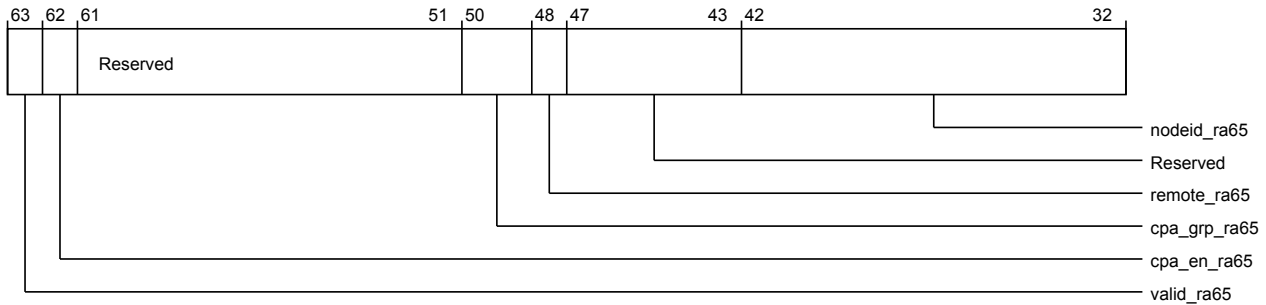 63 62 61 51 50 48 47 43 42 32
Reserved
nodeid_ra65
Reserved
remote_ra65
cpa_grp_ra65
cpa_en_ra65
valid_ra65